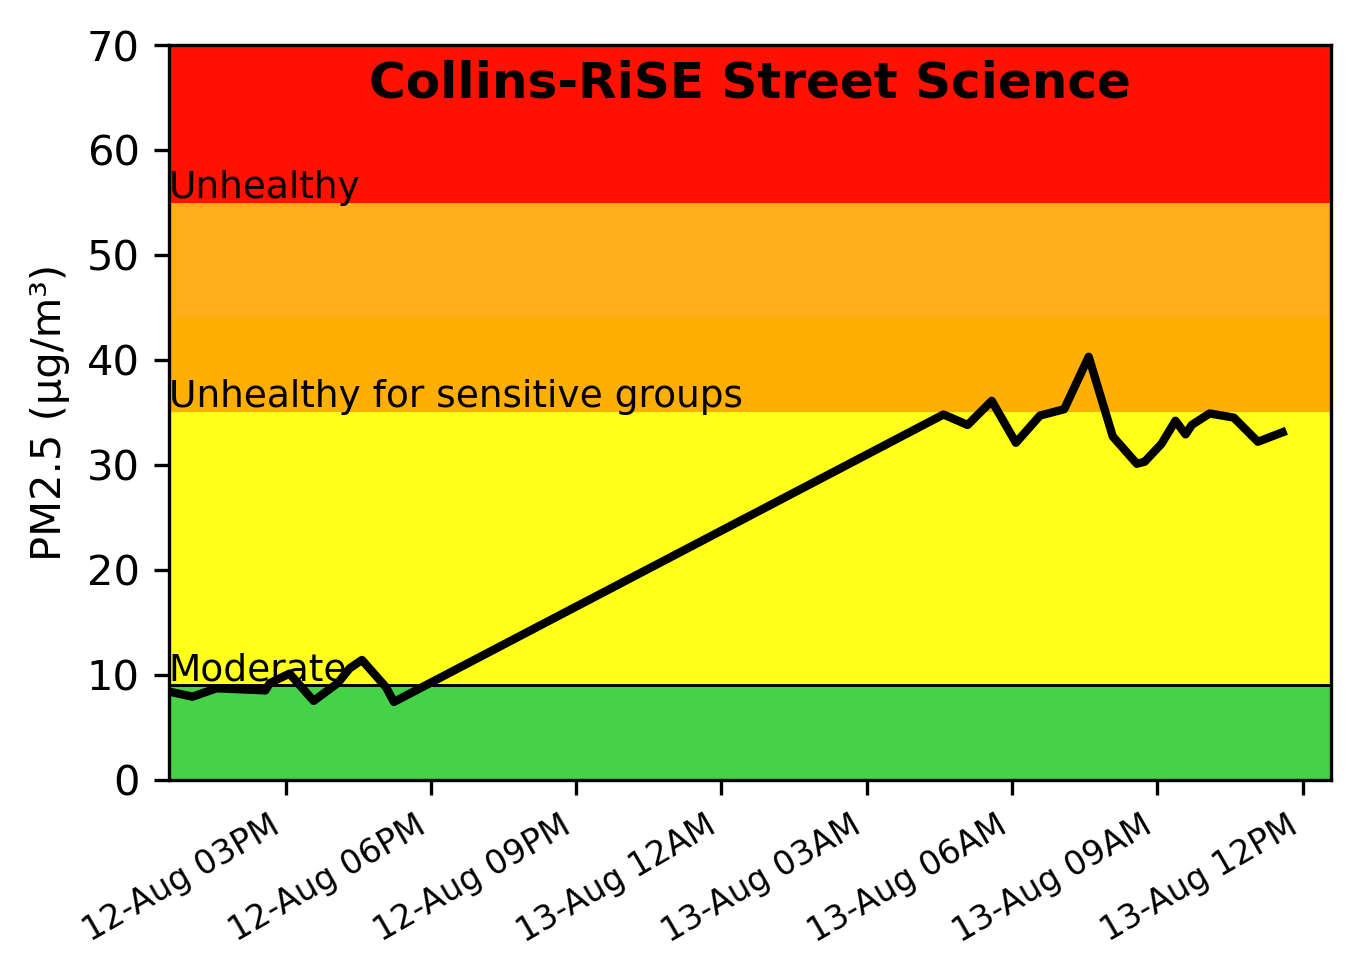 Collins-RiSE Street Science
70
60
50
40
30
20
10
0
PM2.5 (µg/m³)
Unhealthy
Unhealthy for sensitive groups
Moderate
12-Aug 03PM
12-Aug 06PM
12-Aug 09PM
13-Aug 12AM
13-Aug 03AM
13-Aug 06AM
13-Aug 09AM
13-Aug 12PM